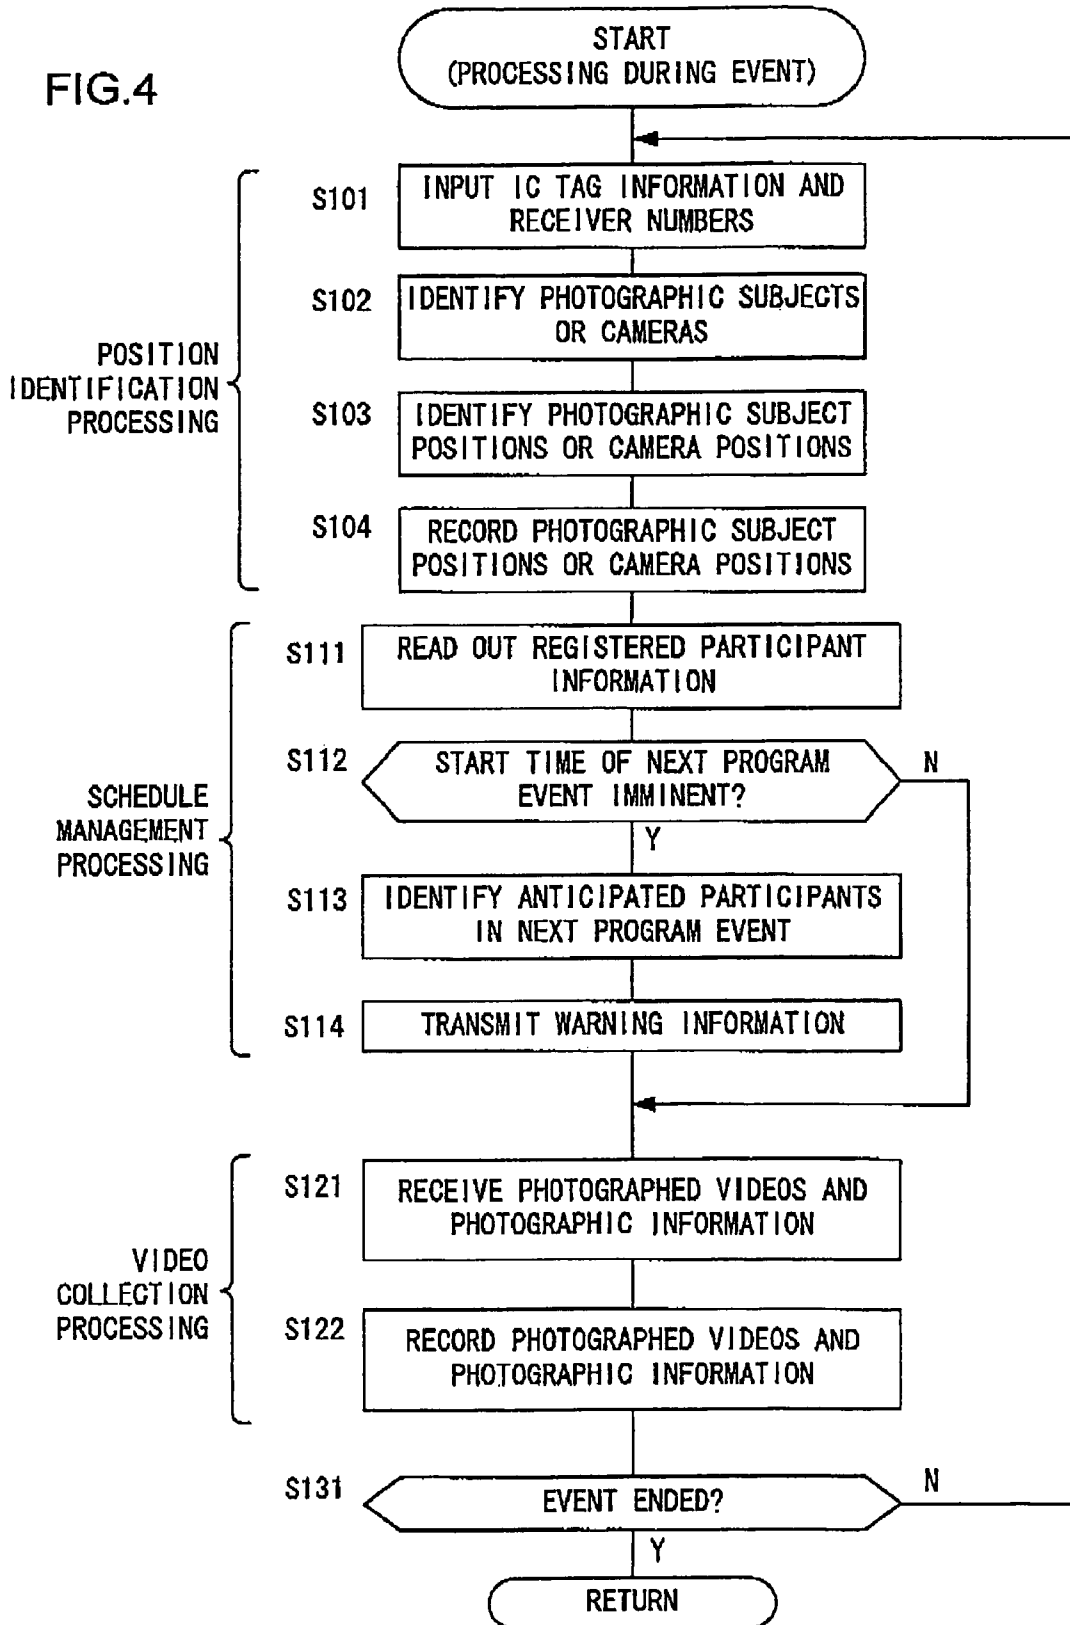 FIG.4
START
(PROCESSING DURING EVENT)
POSITION
IDENTIFICATION
PROCESSING
S101
INPUT IC TAG INFORMATION AND
RECEIVER NUMBERS
S102
IDENTIFY PHOTOGRAPHIC SUBJECTS
OR CAMERAS
S103
IDENTIFY PHOTOGRAPHIC SUBJECT
POSITIONS OR CAMERA POSITIONS
S104
RECORD PHOTOGRAPHIC SUBJECT
POSITIONS OR CAMERA POSITIONS
SCHEDULE
MANAGEMENT
PROCESSING
S111
READ OUT REGISTERED PARTICIPANT
INFORMATION
S112
START TIME OF NEXT PROGRAM
EVENT IMMINENT?
N
Y
S113
IDENTIFY ANTICIPATED PARTICIPANTS
IN NEXT PROGRAM EVENT
S114
TRANSMIT WARNING INFORMATION
VIDEO
COLLECTION
PROCESSING
S121
RECEIVE PHOTOGRAPHED VIDEOS AND
PHOTOGRAPHIC INFORMATION
S122
RECORD PHOTOGRAPHED VIDEOS AND
PHOTOGRAPHIC INFORMATION
S131
EVENT ENDED?
N
Y
RETURN